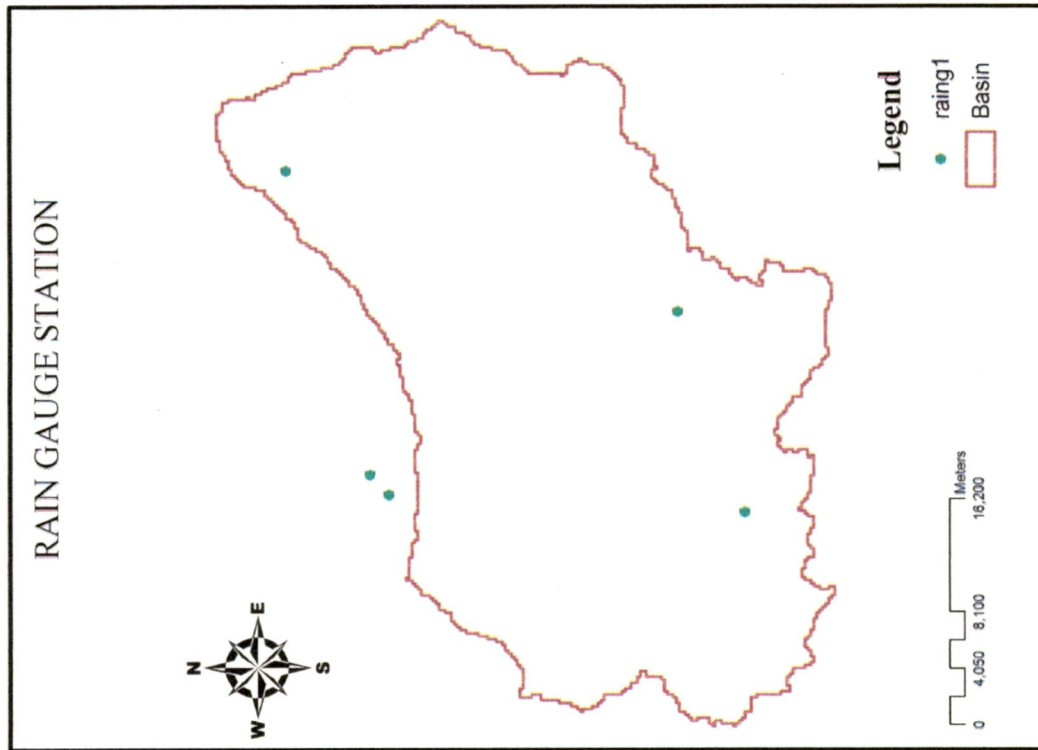 RAIN GAUGE STATION
N
W
E
S
Legend
raing1
Basin
0
4,050
8,100
16,200
Meters